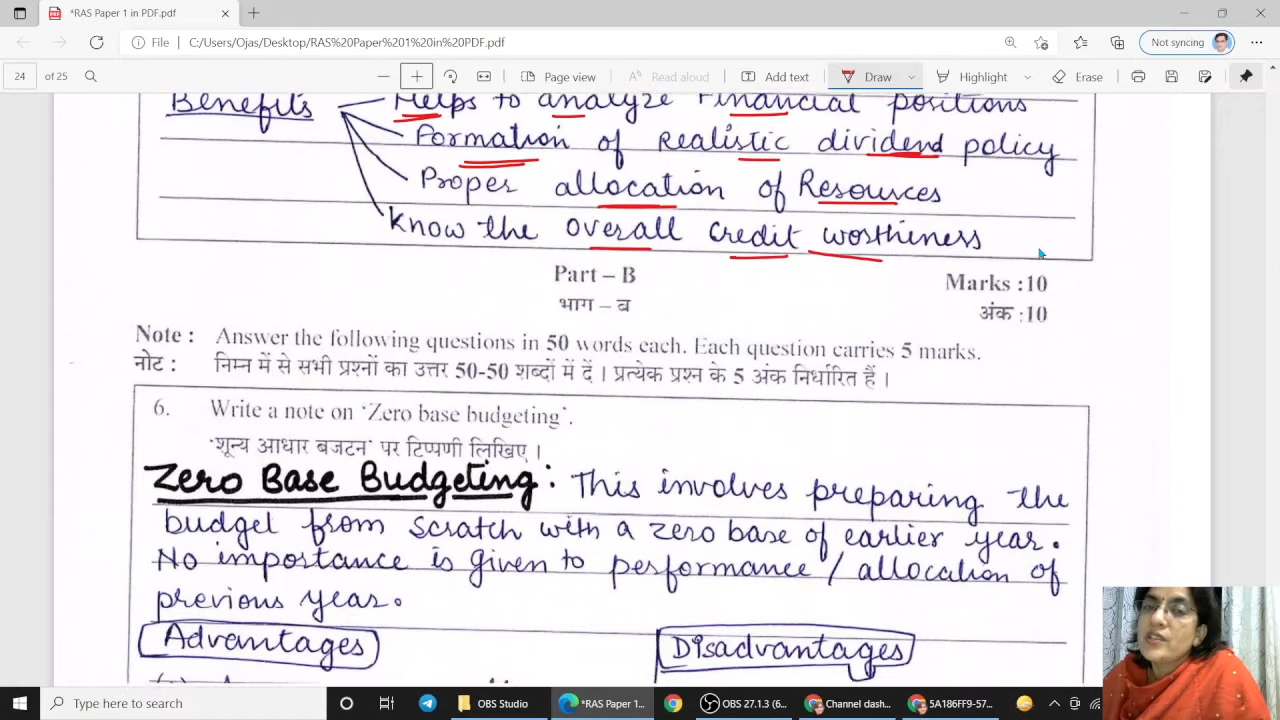 *RAS Paper 1 in PDF.pdf
File C:/Users/Ojas/Desktop/RAS%20Paper%201%20in%20PDF.pdf Not syncing
24 of 25 Page view Read aloud Add text Draw Highlight Erase
Benefits Helps to analyze Financial positions
Formation of Realistic dividend policy
Proper allocation of Resources
Know the overall credit worthiness
Part – B Marks :10
भाग – ब अंक :10
Note : Answer the following questions in 50 words each. Each question carries 5 marks.
नोट : निम्न में से सभी प्रश्नों का उत्तर 50-50 शब्दों में दें । प्रत्येक प्रश्न के 5 अंक निर्धारित हैं ।
6. Write a note on ‘Zero base budgeting’.
‘शून्य आधार बजटन’ पर टिप्पणी लिखिए ।
Zero Base Budgeting : This involves preparing the
budget from scratch with a zero base of earlier year.
No importance is given to performance / allocation of
previous year.
Advantages Disadvantages
Type here to search OBS Studio *RAS Paper 1... OBS 27.1.3 (6... Channel dash... 5A186FF9-57...